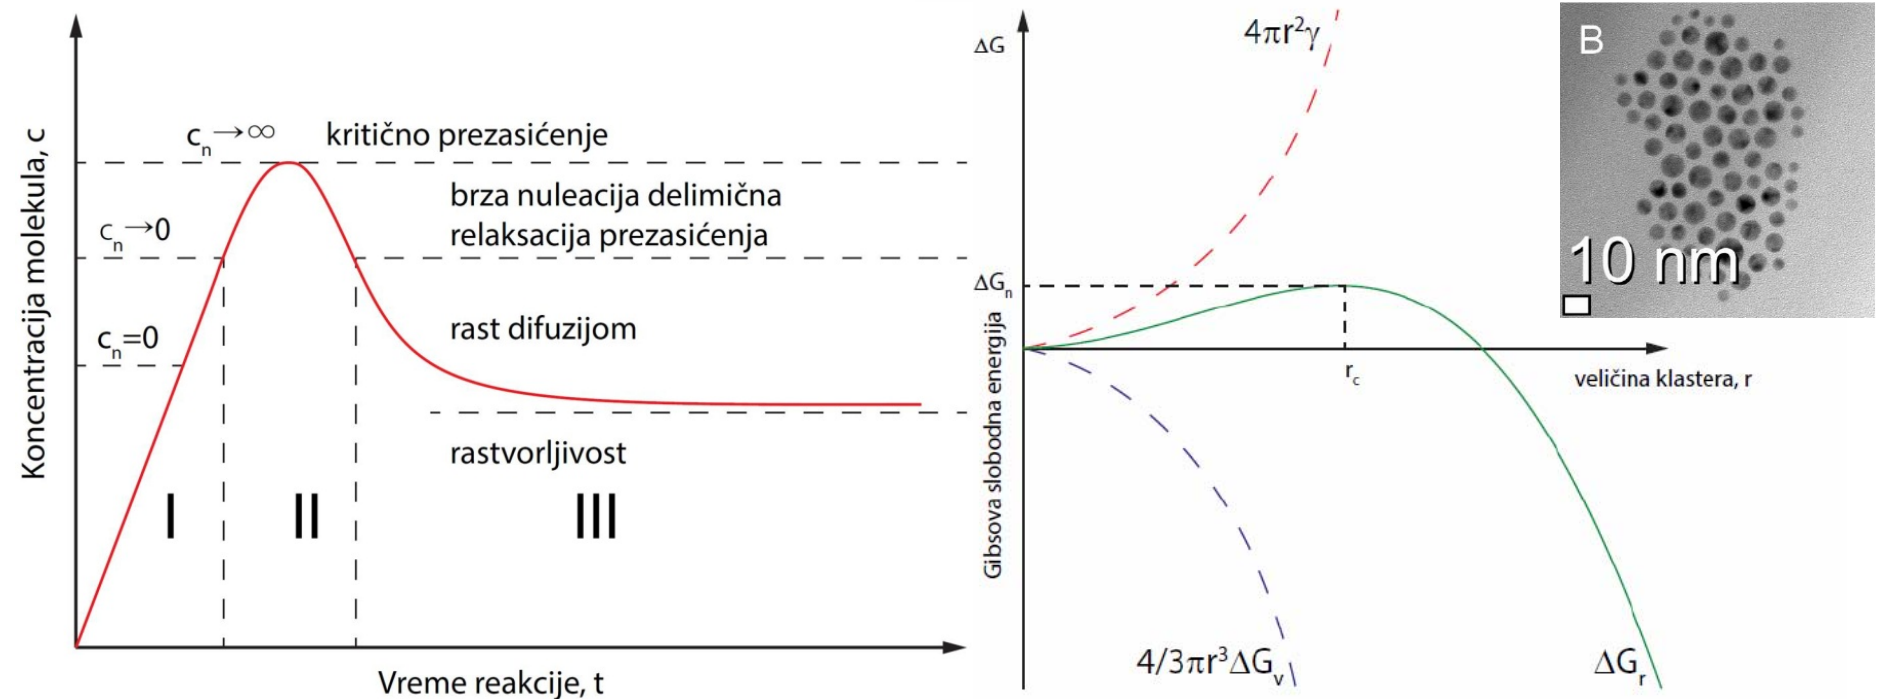 Koncentracija molekula, c
cₙ→∞
kritično prezasićenje
brza nuleacija delimična
relaksacija prezasićenja
cₙ→0
rast difuzijom
cₙ=0
rastvorljivost
I
II
III
Vreme reakcije, t
ΔG
4πr²γ
ΔGₙ
Gibsova slobodna energija
r꜀
veličina klastera, r
4/3πr³ΔGᵥ
ΔGᵣ
B
10 nm